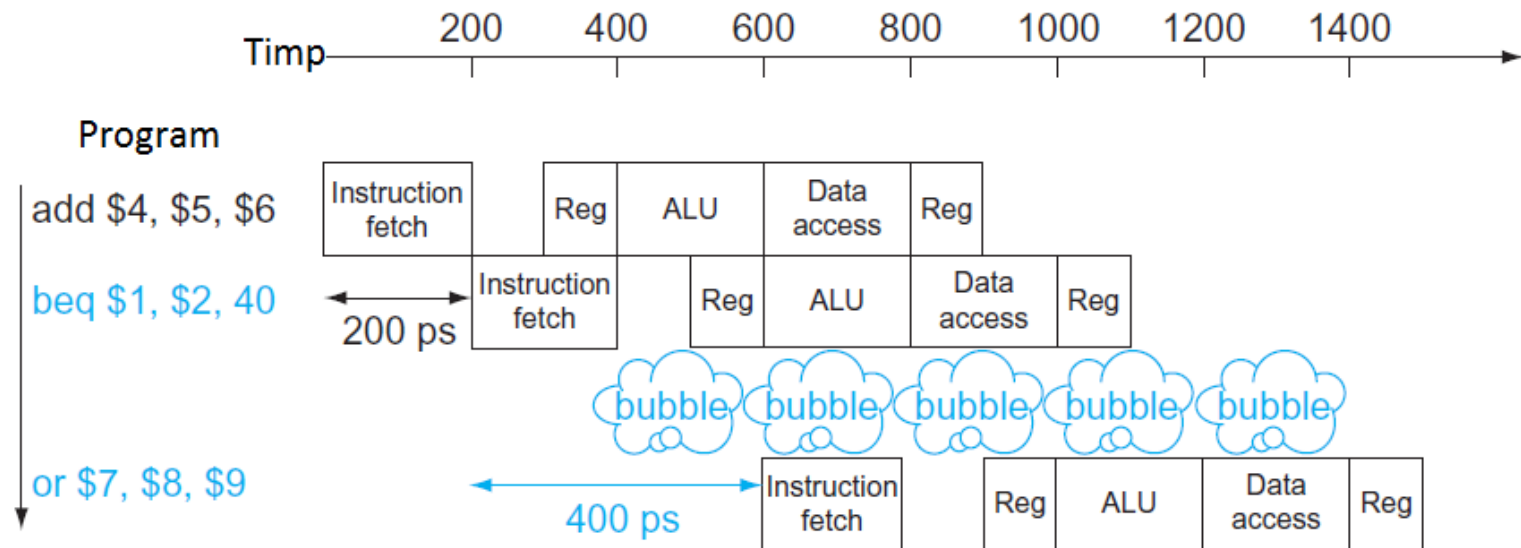 200 400 600 800 1000 1200 1400
Timp
Program
add $4, $5, $6
Instruction
fetch
Reg
ALU
Data
access
Reg
beq $1, $2, 40
200 ps
Instruction
fetch
Reg
ALU
Data
access
Reg
bubble bubble bubble bubble bubble
or $7, $8, $9
400 ps
Instruction
fetch
Reg
ALU
Data
access
Reg